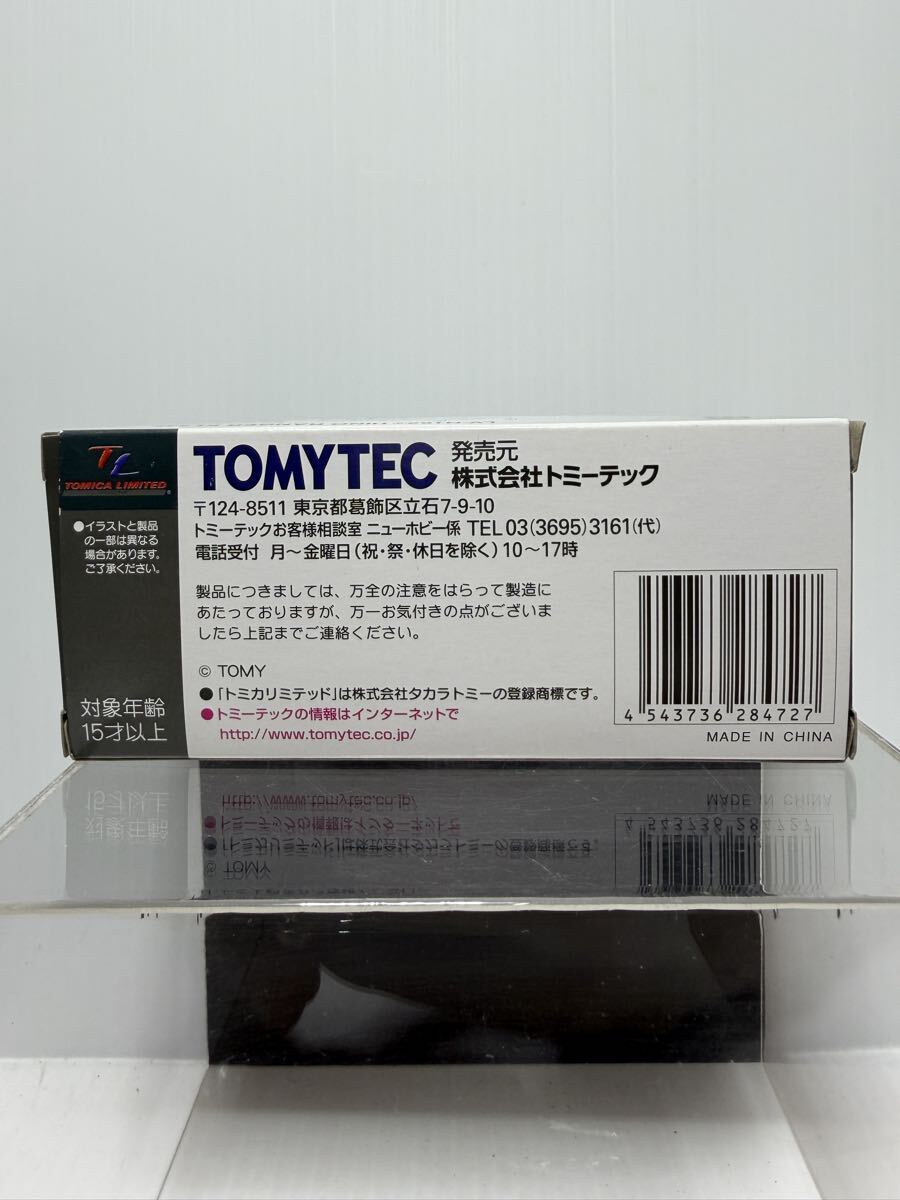 TL
TOMICA LIMITED
●イラストと製品
の一部は異なる
場合があります。
ご了承ください。
対象年齢
15才以上
TOMYTEC
発売元
株式会社トミーテック
〒124-8511 東京都葛飾区立石7-9-10
トミーテックお客様相談室 ニューホビー係 TEL 03(3695)3161(代)
電話受付 月～金曜日(祝・祭・休日を除く)10～17時
製品につきましては、万全の注意をはらって製造に
あたっておりますが、万一お気付きの点がございま
したら上記までご連絡ください。
© TOMY
●「トミカリミテッド」は株式会社タカラトミーの登録商標です。
●トミーテックの情報はインターネットで
http://www.tomytec.co.jp/
4 543736 284727
MADE IN CHINA